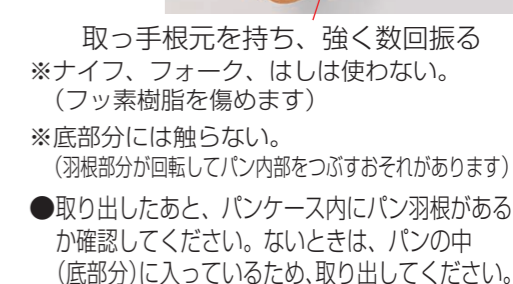 取っ手根元を持ち、強く数回振る
※ナイフ、フォーク、はしは使わない。
（フッ素樹脂を傷めます）
※底部分には触らない。
（羽根部分が回転してパン内部をつぶすおそれがあります）
●取り出したあと、パンケース内にパン羽根がある
か確認してください。ないときは、パンの中
（底部分）に入っているため、取り出してください。